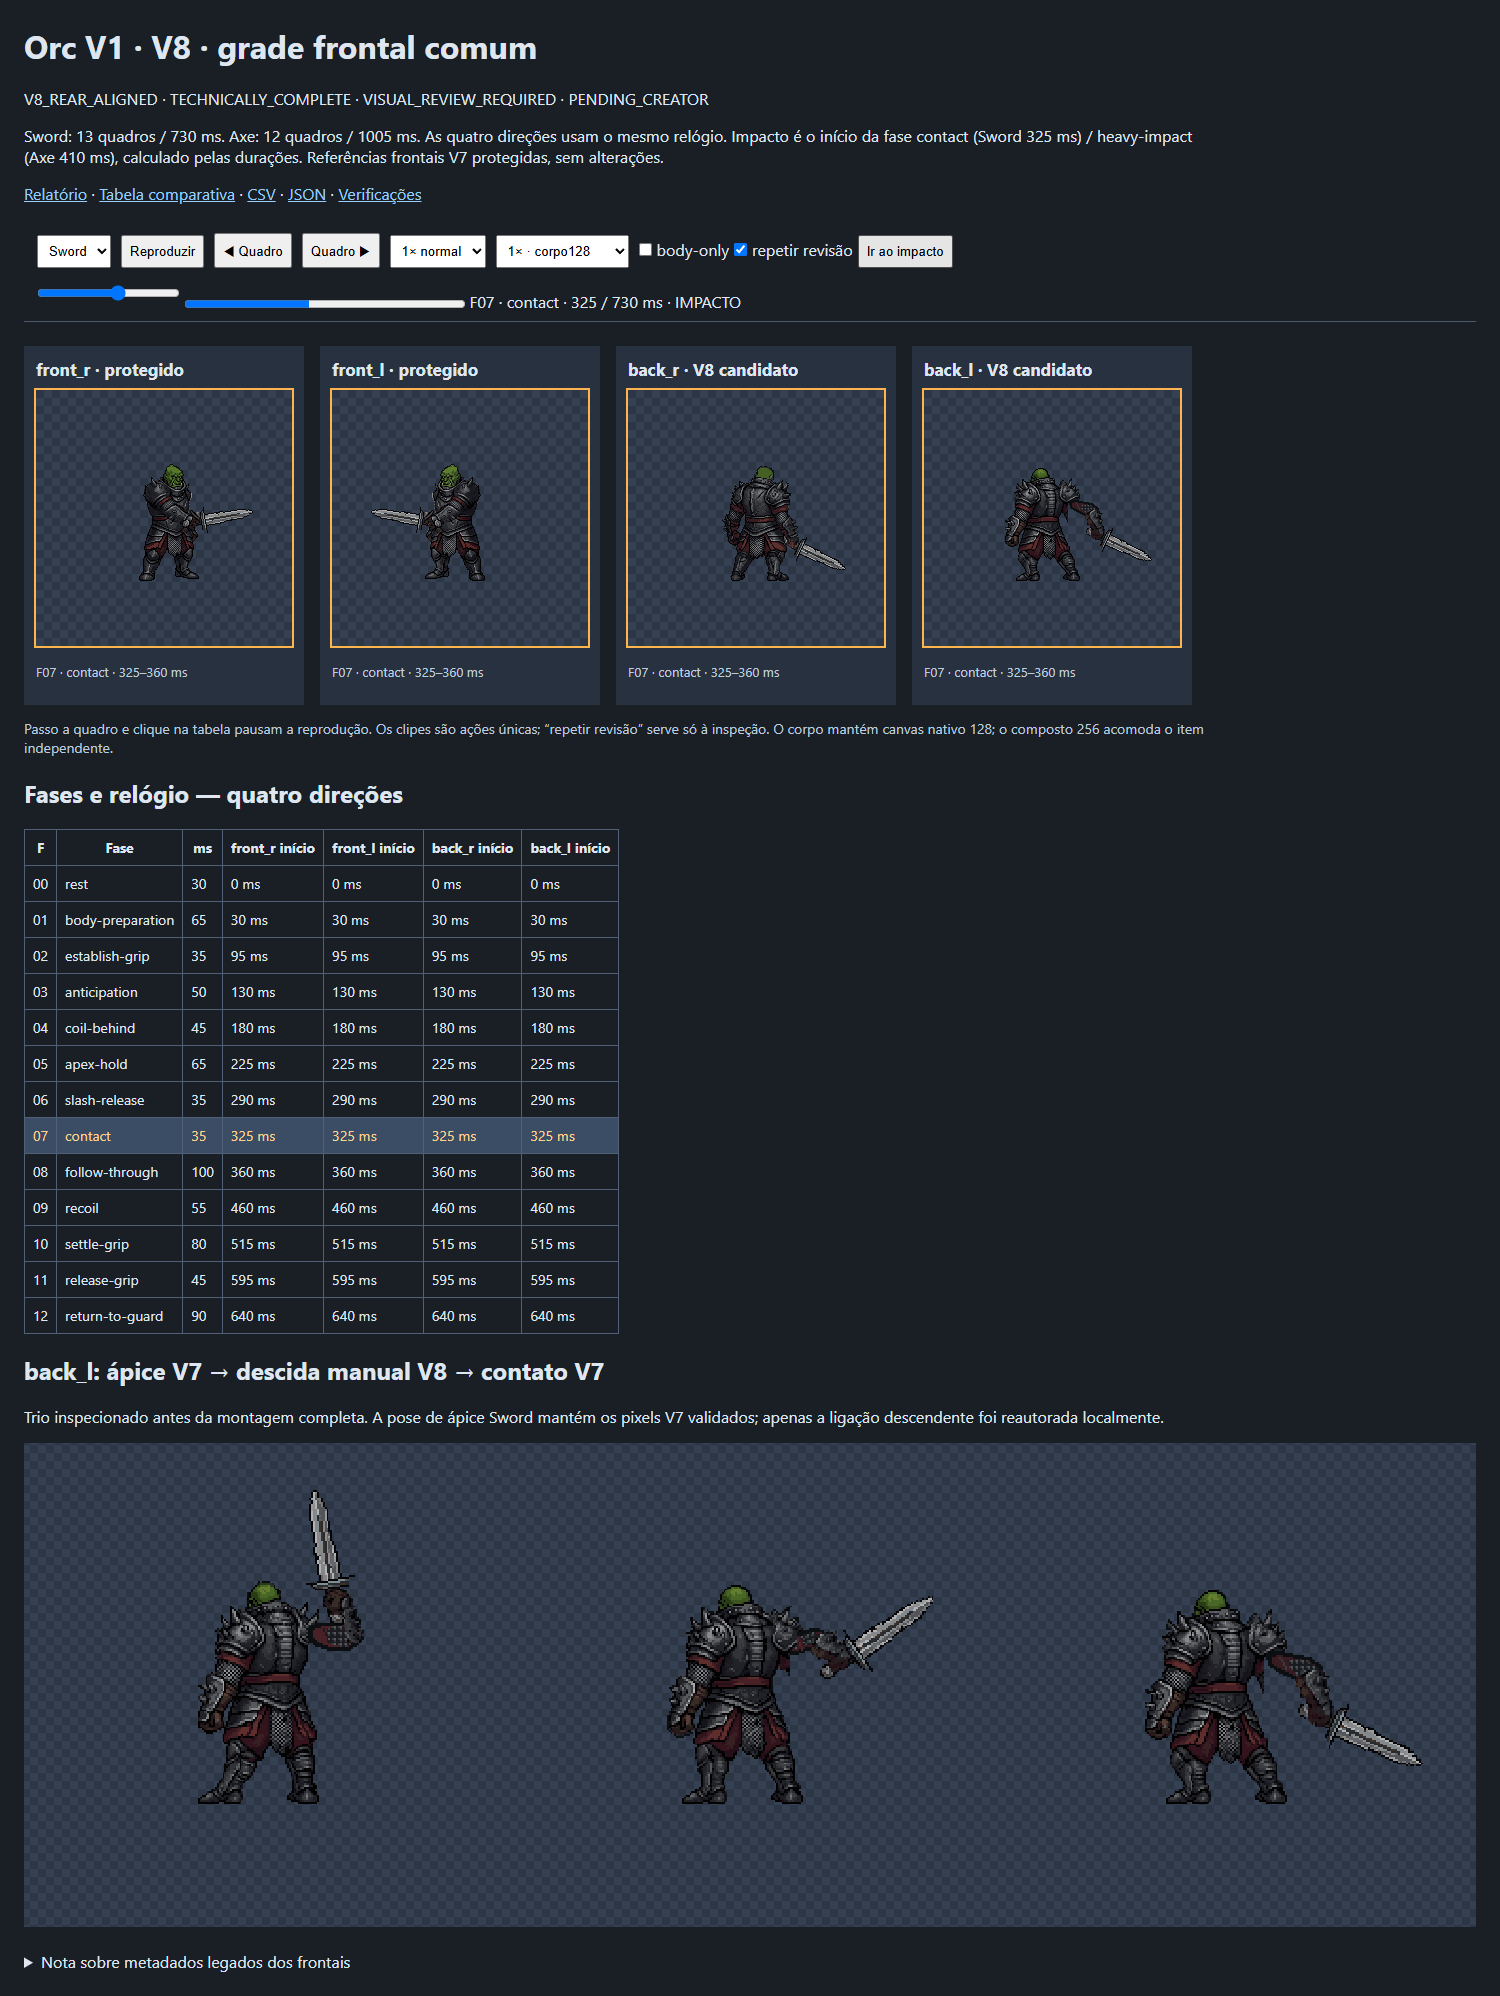 Orc V1 · V8 · grade frontal comum
V8_REAR_ALIGNED · TECHNICALLY_COMPLETE · VISUAL_REVIEW_REQUIRED · PENDING_CREATOR
Sword: 13 quadros / 730 ms. Axe: 12 quadros / 1005 ms. As quatro direções usam o mesmo relógio. Impacto é o início da fase contact (Sword 325 ms) / heavy-impact
(Axe 410 ms), calculado pelas durações. Referências frontais V7 protegidas, sem alterações.
Relatório · Tabela comparativa · CSV · JSON · Verificações
Sword Reproduzir ◀ Quadro Quadro ▶ 1× normal 1× · corpo128 body-only repetir revisão Ir ao impacto
F07 · contact · 325 / 730 ms · IMPACTO
front_r · protegido front_l · protegido back_r · V8 candidato back_l · V8 candidato
F07 · contact · 325–360 ms F07 · contact · 325–360 ms F07 · contact · 325–360 ms F07 · contact · 325–360 ms
Passo a quadro e clique na tabela pausam a reprodução. Os clipes são ações únicas; “repetir revisão” serve só à inspeção. O corpo mantém canvas nativo 128; o composto 256 acomoda o item
independente.
Fases e relógio — quatro direções
F Fase ms front_r início front_l início back_r início back_l início
00 rest 30 0 ms 0 ms 0 ms 0 ms
01 body-preparation 65 30 ms 30 ms 30 ms 30 ms
02 establish-grip 35 95 ms 95 ms 95 ms 95 ms
03 anticipation 50 130 ms 130 ms 130 ms 130 ms
04 coil-behind 45 180 ms 180 ms 180 ms 180 ms
05 apex-hold 65 225 ms 225 ms 225 ms 225 ms
06 slash-release 35 290 ms 290 ms 290 ms 290 ms
07 contact 35 325 ms 325 ms 325 ms 325 ms
08 follow-through 100 360 ms 360 ms 360 ms 360 ms
09 recoil 55 460 ms 460 ms 460 ms 460 ms
10 settle-grip 80 515 ms 515 ms 515 ms 515 ms
11 release-grip 45 595 ms 595 ms 595 ms 595 ms
12 return-to-guard 90 640 ms 640 ms 640 ms 640 ms
back_l: ápice V7 → descida manual V8 → contato V7
Trio inspecionado antes da montagem completa. A pose de ápice Sword mantém os pixels V7 validados; apenas a ligação descendente foi reautorada localmente.
▶ Nota sobre metadados legados dos frontais